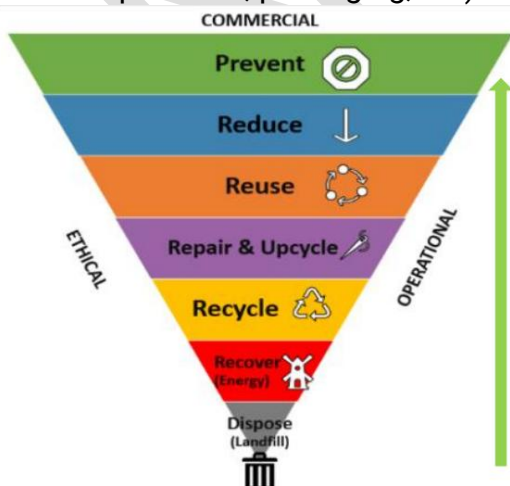 COMMERCIAL
Prevent
Reduce
Reuse
ETHICAL
OPERATIONAL
Repair & Upcycle
Recycle
Recover
(Energy)
Dispose
(Landfill)